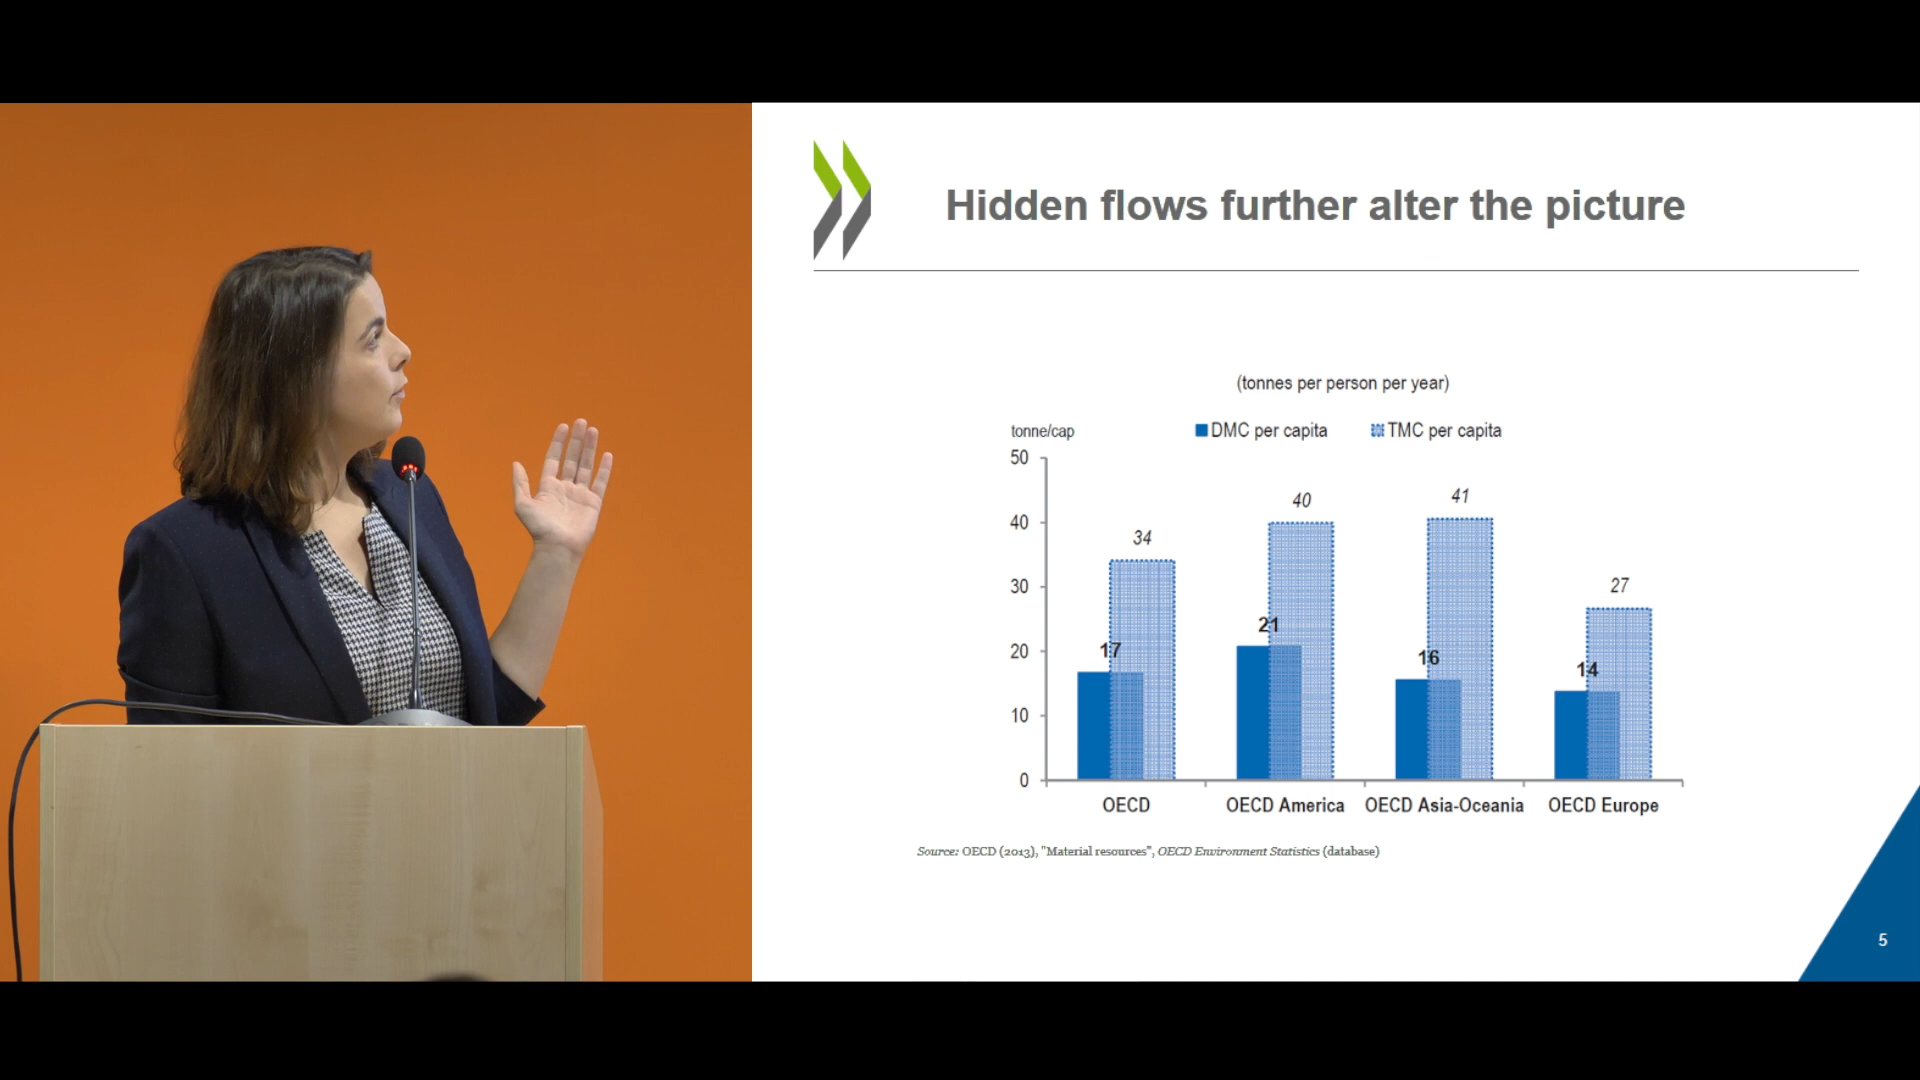 Hidden flows further alter the picture
(tonnes per person per year)
tonne/cap
DMC per capita
TMC per capita
50
40
30
20
10
0
17
34
21
40
16
41
14
27
OECD
OECD America
OECD Asia-Oceania
OECD Europe
Source: OECD (2013), "Material resources", OECD Environment Statistics (database)
5